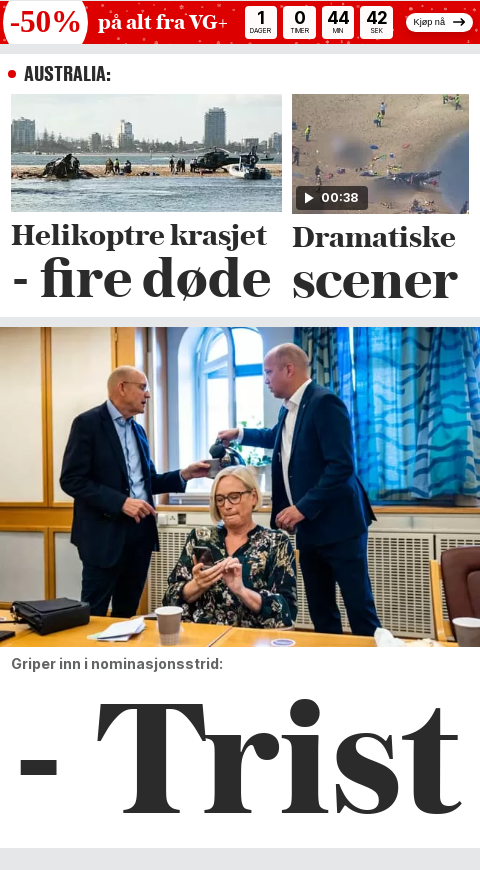 -50% på alt fra VG+
1 0 44 42
DAGER TIMER MIN SEK
Kjøp nå
AUSTRALIA:
00:38
Helikoptre krasjet
- fire døde
Dramatiske
scener
Griper inn i nominasjonsstrid:
- Trist